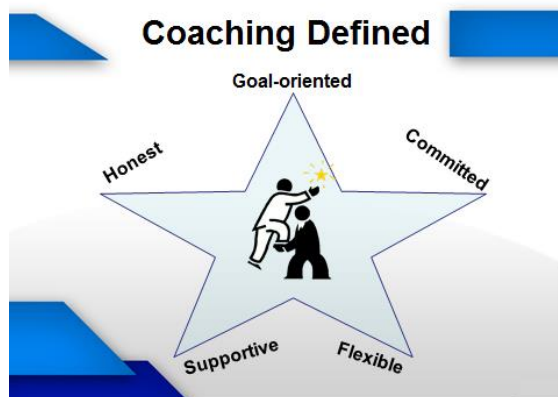 Coaching Defined
Goal-oriented
Honest
Committed
Supportive
Flexible